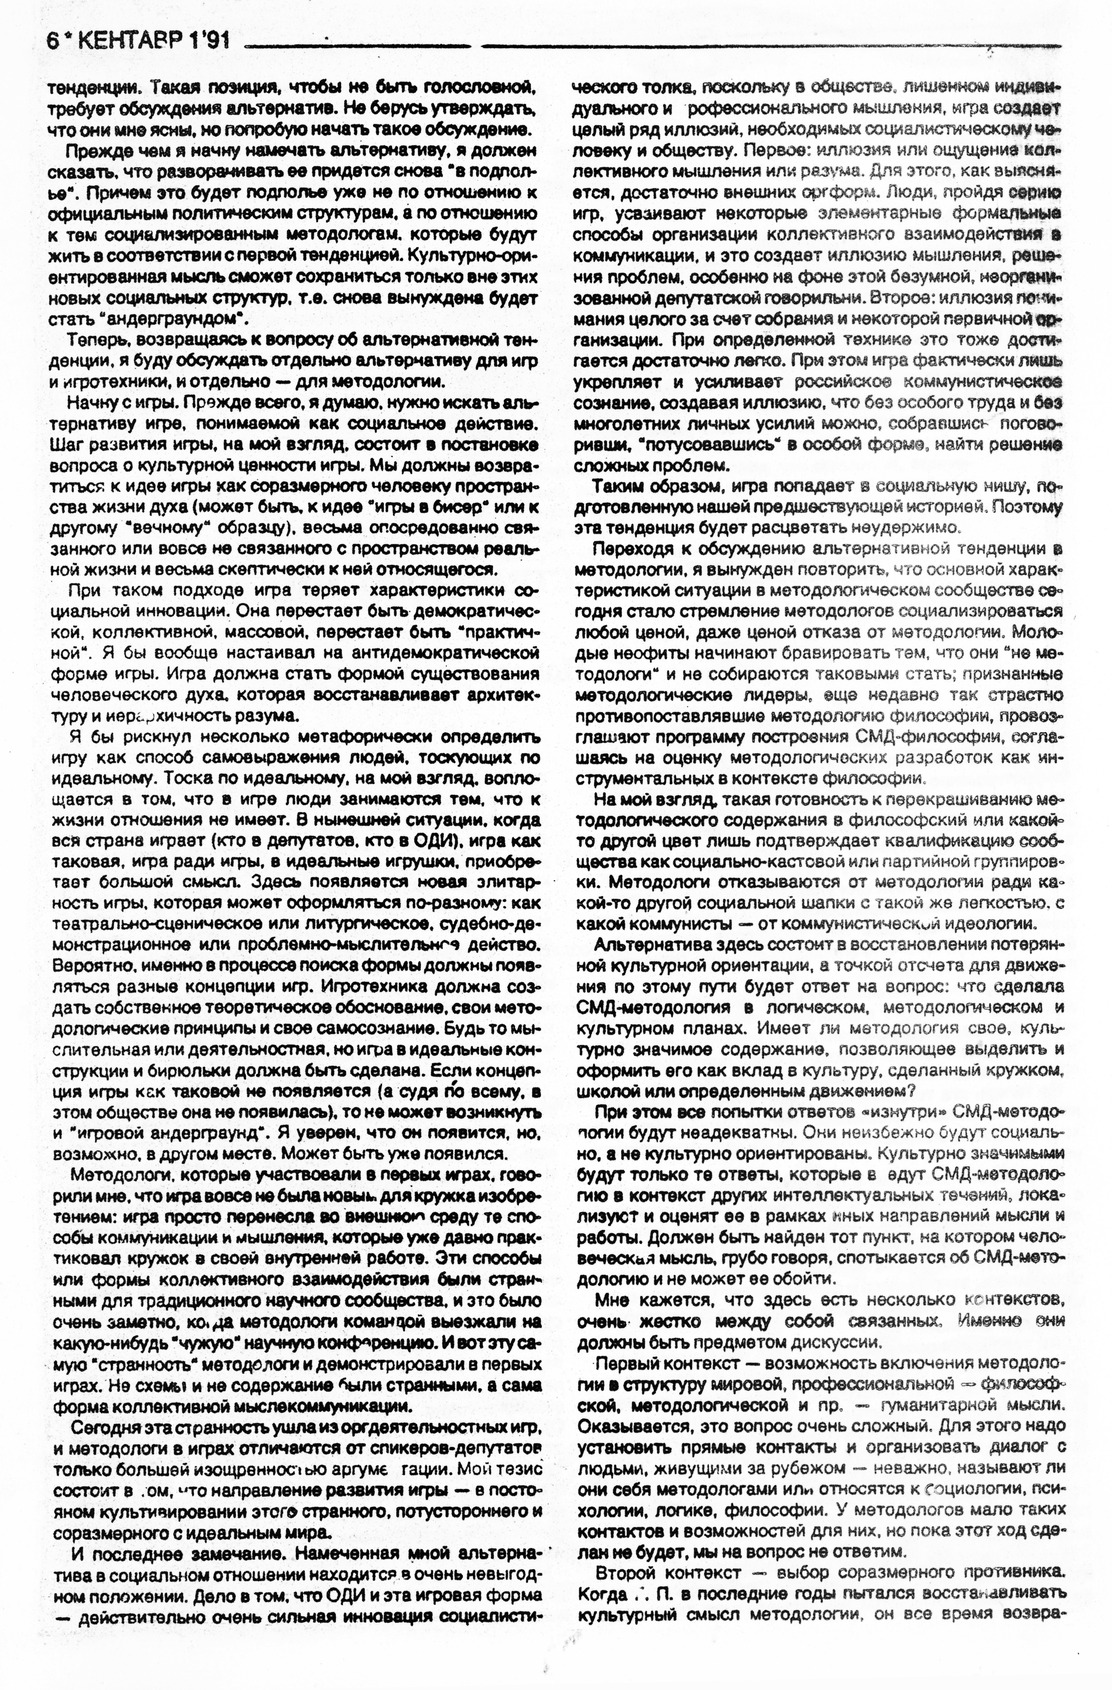 6 * КЕНТАВР 1'91
тенденции. Такая позиция, чтобы не быть голословной,
требует обсуждения альтернатив. Не берусь утверждать,
что они мне ясны, но попробую начать такое обсуждение.
Прежде чем я начну намечать альтернативу, я должен
сказать, что разворачивать ее придется снова "в подпол-
ье". Причем это будет подполье уже не по отношению к
официальным политическим структурам, а по отношению
к тем социализированным методологам, которые будут
жить в соответствии с первой тенденцией. Культурно-ори-
ентированная мысль сможет сохраниться только вне этих
новых социальных структур, т.е. снова вынуждена будет
стать "андерграундом".
Теперь, возвращаясь к вопросу об альтернативной тен-
денции, я буду обсуждать отдельно альтернативу для игр
и игротехники, и отдельно — для методологии.
Начну с игры. Прежде всего, я думаю, нужно искать аль-
тернативу игре, понимаемой как социальное действие.
Шаг развития игры, на мой взгляд, состоит в постановке
вопроса о культурной ценности игры. Мы должны возвра-
титься к идее игры как соразмерного человеку простран-
ства жизни духа (может быть, к идее "игры в бисер" или к
другому "вечному" образцу), весьма опосредованно свя-
занного или вовсе не связанного с пространством реаль-
ной жизни и весьма скептически к ней относящегося.
При таком подходе игра теряет характеристики со-
циальной инновации. Она перестает быть демократичес-
кой, коллективной, массовой, перестает быть "практич-
ной". Я бы вообще настаивал на антидемократической
форме игры. Игра должна стать формой существования
человеческого духа, которая восстанавливает архитек-
туру и иерархичность разума.
Я бы рискнул несколько метафорически определить
игру как способ самовыражения людей, тоскующих по
идеальному. Тоска по идеальному, на мой взгляд, вопло-
щается в том, что в игре люди занимаются тем, что к
жизни отношения не имеет. В нынешней ситуации, когда
вся страна играет (кто в депутатов, кто в ОДИ), игра как
таковая, игра ради игры, в идеальные игрушки, приобре-
тает большой смысл. Здесь появляется новая элитар-
ность игры, которая может оформляться по-разному: как
театрально-сценическое или литургическое, судебно-де-
монстрационное или проблемно-мыслительное действо.
Вероятно, именно в процессе поиска формы должны появ-
ляться разные концепции игр. Игротехника должна соз-
дать собственное теоретическое обоснование, свои мето-
дологические принципы и свое самосознание. Будь то мы-
слительная или деятельностная, но игра в идеальные кон-
струкции и бирюльки должна быть сделана. Если концеп-
ция игры как таковой не появляется (а судя по всему, в
этом обществе она не появилась), то не может возникнуть
и "игровой андерграунд". Я уверен, что он появится, но,
возможно, в другом месте. Может быть уже появился.
Методологи, которые участвовали в первых играх, гово-
рили мне, что игра вовсе не была новым для кружка изобре-
тением: игра просто перенесла во внешнюю среду те спо-
собы коммуникации и мышления, которые уже давно прак-
тиковал кружок в своей внутренней работе. Эти способы
или формы коллективного взаимодействия были стран-
ными для традиционного научного сообщества, и это было
очень заметно, когда методологи командой выезжали на
какую-нибудь "чужую" научную конференцию. И вот эту са-
мую "странность" методологи и демонстрировали в первых
играх. Не схемы и не содержание были странными, а сама
форма коллективной мыслекоммуникации.
Сегодня эта странность ушла из оргдеятельностных игр,
и методологи в играх отличаются от спикеров-депутатов
только большей изощренностью аргуме гации. Мой тезис
состоит в .ом, что направление развития игры — в посто-
яном культивировании этого странного, потустороннего и
соразмерного с идеальным мира.
И последнее замечание. Намеченная мной альтерна-
тива в социальном отношении находится в очень невыгод-
ном положении. Дело в том, что ОДИ и эта игровая форма
— действительно очень сильная инновация социалисти-
ческого толка, поскольку в обществе, лишенном индиви-
дуального и рофессионального мышления, игра создает
целый ряд иллюзий, необходимых социалистическому че-
ловеку и обществу. Первое: иллюзия или ощущение кол-
лективного мышления или разума. Для этого, как выясня-
ется, достаточно внешних оргформ. Люди, пройдя серию
игр, усваивают некоторые элементарные формальные
способы организации коллективного взаимодействия в
коммуникации, и это создает иллюзию мышления, реше-
ния проблем, особенно на фоне этой безумной, неоргани-
зованной депутатской говорильни. Второе: иллюзия пони-
мания целого за счет собрания и некоторой первичной ор-
ганизации. При определенной технике это тоже дости-
гается достаточно легко. При этом игра фактически лишь
укрепляет и усиливает российское коммунистическое
сознание, создавая иллюзию, что без особого труда и без
многолетних личных усилий можно, собравшись погово-
ривши, "потусовавшись" в особой форме, найти решение
сложных проблем.
Таким образом, игра попадает в социальную нишу, по-
дготовленную нашей предшествующей историей. Поэтому
эта тенденция будет расцветать неудержимо.
Переходя к обсуждению альтернативной тенденции в
методологии, я вынужден повторить, что основной харак-
теристикой ситуации в методологическом сообществе се-
годня стало стремление методологов социализироваться
любой ценой, даже ценой отказа от методологии. Моло-
дые неофиты начинают бравировать тем, что они "не ме-
тодологи" и не собираются таковыми стать; признанные
методологические лидеры, еще недавно так страстно
противопоставлявшие методологию философии, провоз-
глашают программу построения СМД-философии, согла-
шаясь на оценку методологических разработок как ин-
струментальных в контексте философии.
На мой взгляд, такая готовность к перекрашиванию ме-
тодологического содержания в философский или какой-
то другой цвет лишь подтверждает квалификацию сооб-
щества как социально-кастовой или партийной группиров-
ки. Методологи отказываются от методологии ради ка-
кой-то другой социальной шапки с такой же легкостью, с
какой коммунисты — от коммунистической идеологии.
Альтернатива здесь состоит в восстановлении потерян-
ной культурной ориентации, а точкой отсчета для движе-
ния по этому пути будет ответ на вопрос: что сделала
СМД-методология в логическом, методологическом и
культурном планах. Имеет ли методология свое, куль-
турно значимое содержание, позволяющее выделить и
оформить его как вклад в культуру, сделанный кружком,
школой или определенным движением?
При этом все попытки ответов «изнутри» СМД-методо-
логии будут неадекватны. Они неизбежно будут социаль-
но, а не культурно ориентированы. Культурно значимыми
будут только те ответы, которые в едут СМД-методоло-
гию в контекст других интеллектуальных течений, лока-
лизуют и оценят ее в рамках иных направлений мысли и
работы. Должен быть найден тот пункт, на котором чело-
веческая мысль, грубо говоря, спотыкается об СМД-мето-
дологию и не может ее обойти.
Мне кажется, что здесь есть несколько контекстов,
очень жестко между собой связанных. Именно они
должны быть предметом дискуссии.
Первый контекст — возможность включения методоло-
гии в структуру мировой, профессиональной — философ-
ской, методологической и пр. — гуманитарной мысли.
Оказывается, это вопрос очень сложный. Для этого надо
установить прямые контакты и организовать диалог с
людьми, живущими за рубежом — неважно, называют ли
они себя методологами или относятся к социологии, пси-
хологии, логике, философии. У методологов мало таких
контактов и возможностей для них, но пока этот ход сде-
лан не будет, мы на вопрос не ответим.
Второй контекст — выбор соразмерного противника.
Когда П. в последние годы пытался восстанавливать
культурный смысл методологии, он все время возвра-